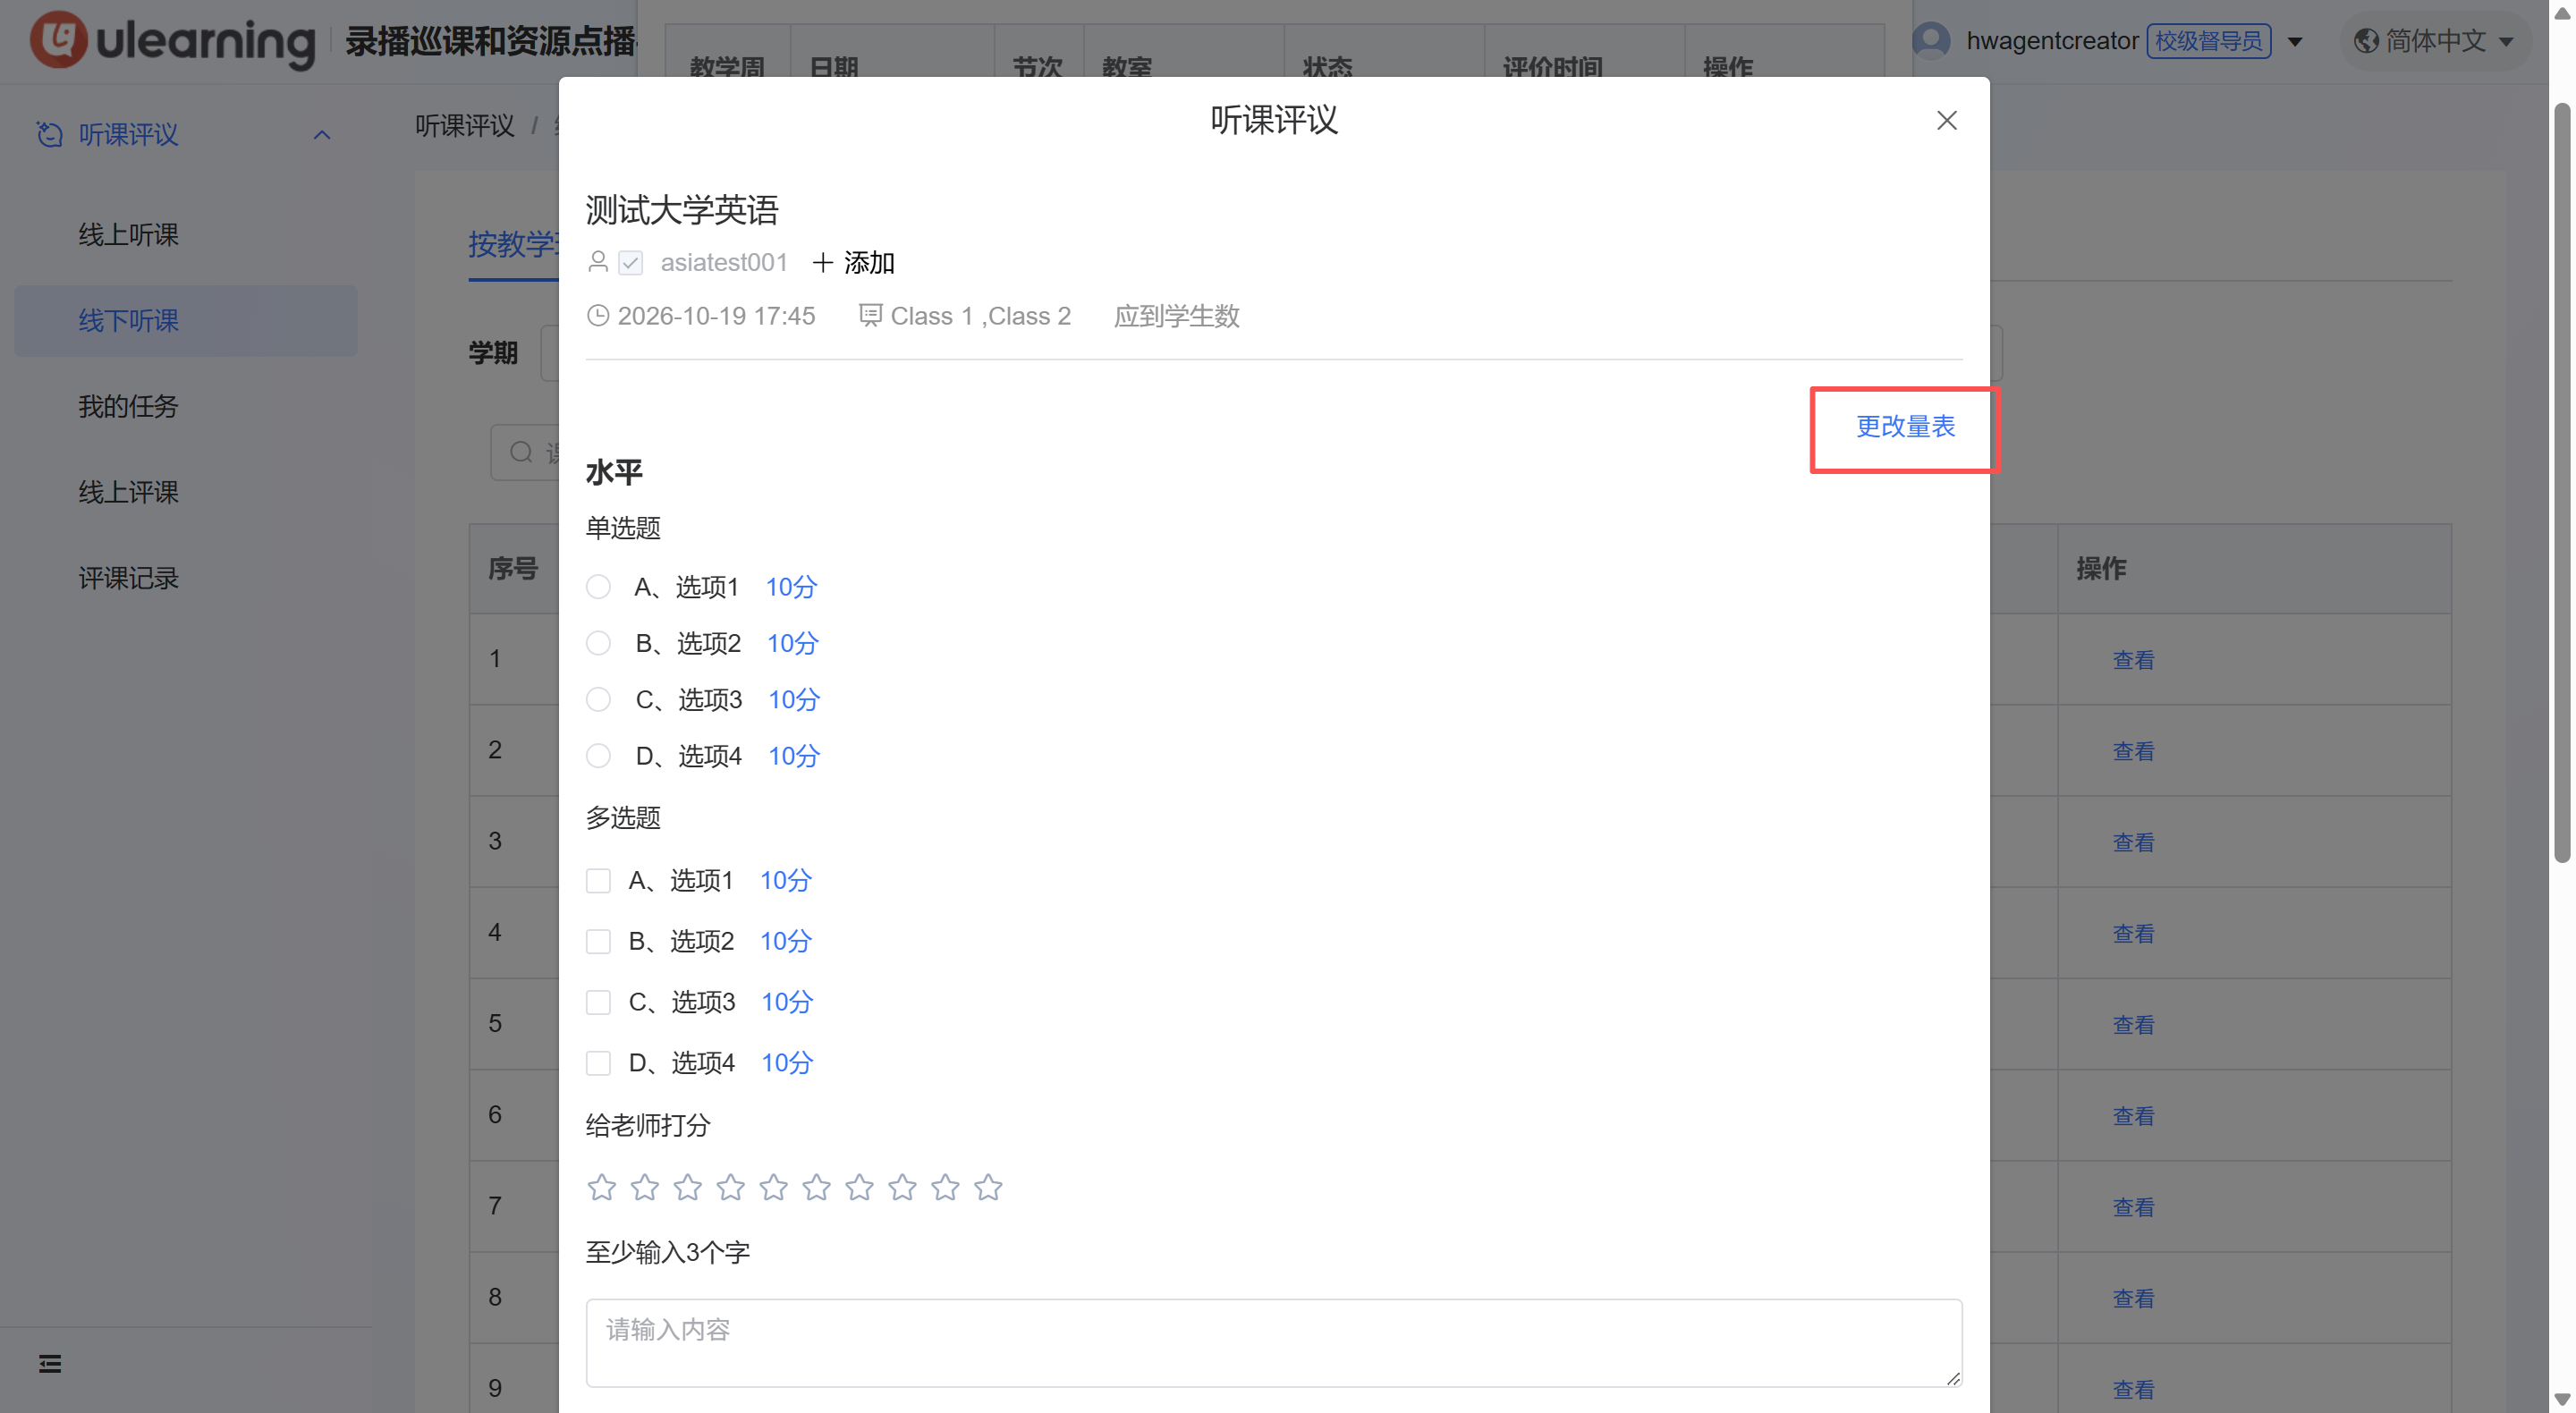 ulearning
录播巡课和资源点播
教学周 日期 节次 教室 状态 评价时间 操作
hwagentcreator 校级督导员
简体中文
听课评议
线上听课
线下听课
我的任务
线上评课
评课记录
听课评议 /
按教学
学期
序号
操作
1 查看
2 查看
3 查看
4 查看
5 查看
6 查看
7 查看
8 查看
9 查看
听课评议
测试大学英语
asiatest001 + 添加
2026-10-19 17:45 Class 1 ,Class 2 应到学生数
更改量表
水平
单选题
A、选项1 10分
B、选项2 10分
C、选项3 10分
D、选项4 10分
多选题
A、选项1 10分
B、选项2 10分
C、选项3 10分
D、选项4 10分
给老师打分
至少输入3个字
请输入内容